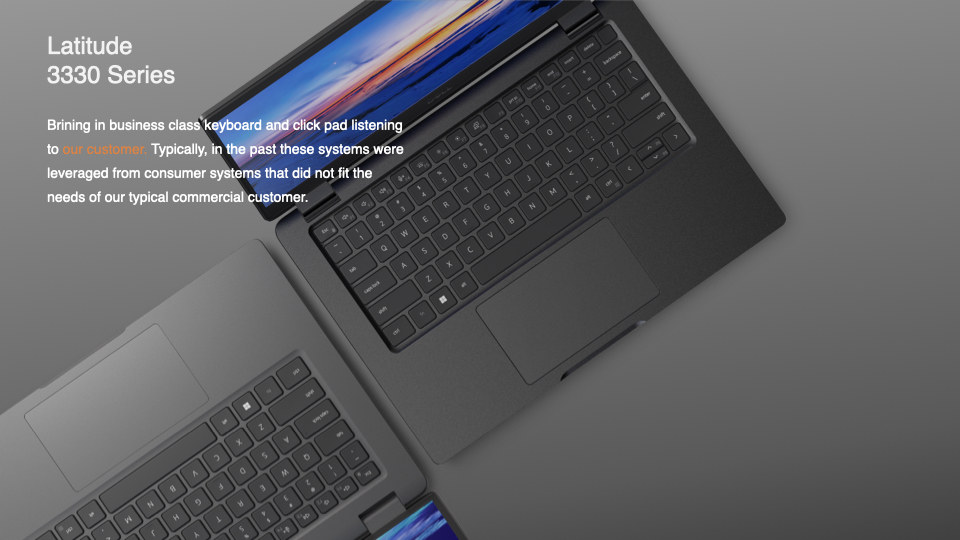 Latitude
3330 Series
Brining in business class keyboard and click pad listening
to our customer. Typically, in the past these systems were
leveraged from consumer systems that did not fit the
needs of our typical commercial customer.